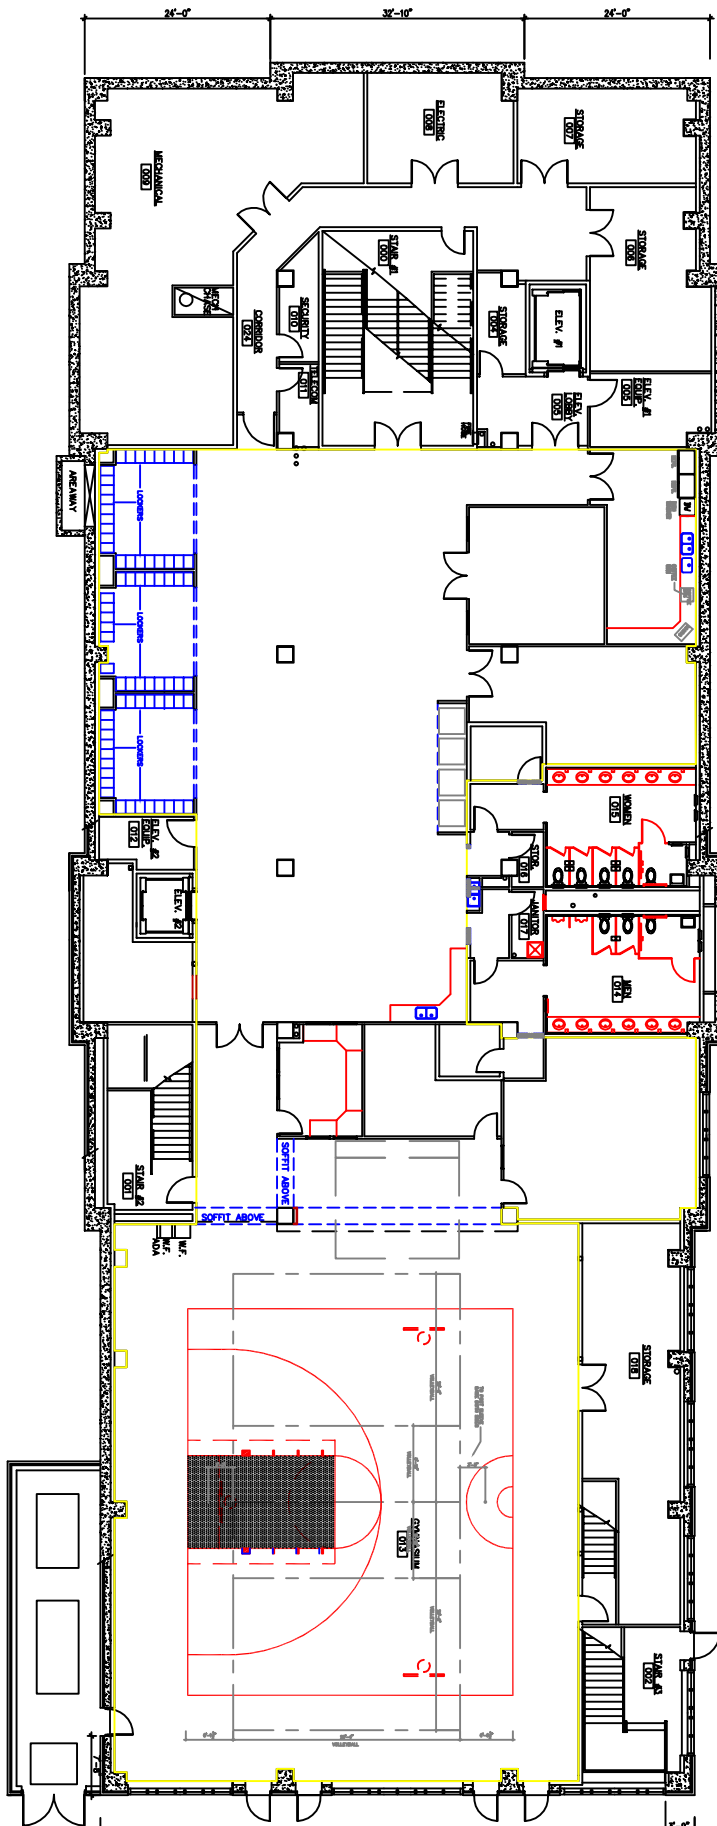 24'-0"
32'-10"
24'-0"
ELECTRIC
008
STORAGE
007
MECHANICAL
009
STAIR #1
000
STORAGE
006
MECH
CHASE
CORRIDOR
024
SECURITY
010
STORAGE
004
ELEV. #1
TELECOM
011
ELEV.
LOBBY
005
ELEV. #1
EQUIP.
005
AREAWAY
LOCKERS
LOCKERS
LOCKERS
ELEV. #2
EQUIP.
012
ELEV. #2
STOR.
016
WOMEN
015
JANITOR
017
MEN
014
STAIR #2
001
SOFFIT ABOVE
SOFFIT ABOVE
W.F.
W.F.
ADA
STORAGE
018
GYMNASIUM
013
STAIR #3
002